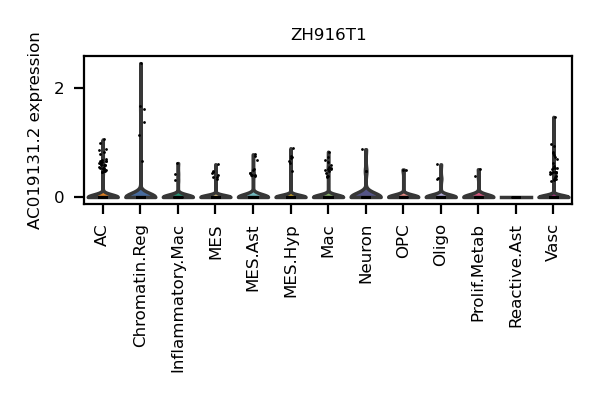 ZH916T1
AC019131.2 expression
2
0
AC
Chromatin.Reg
Inflammatory.Mac
MES
MES.Ast
MES.Hyp
Mac
Neuron
OPC
Oligo
Prolif.Metab
Reactive.Ast
Vasc